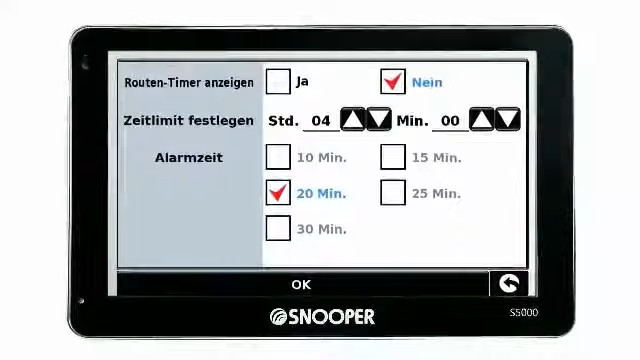 Routen-Timer anzeigen Ja Nein
Zeitlimit festlegen Std. 04 Min. 00
Alarmzeit 10 Min. 15 Min.
20 Min. 25 Min.
30 Min.
OK
SNOOPER S5000